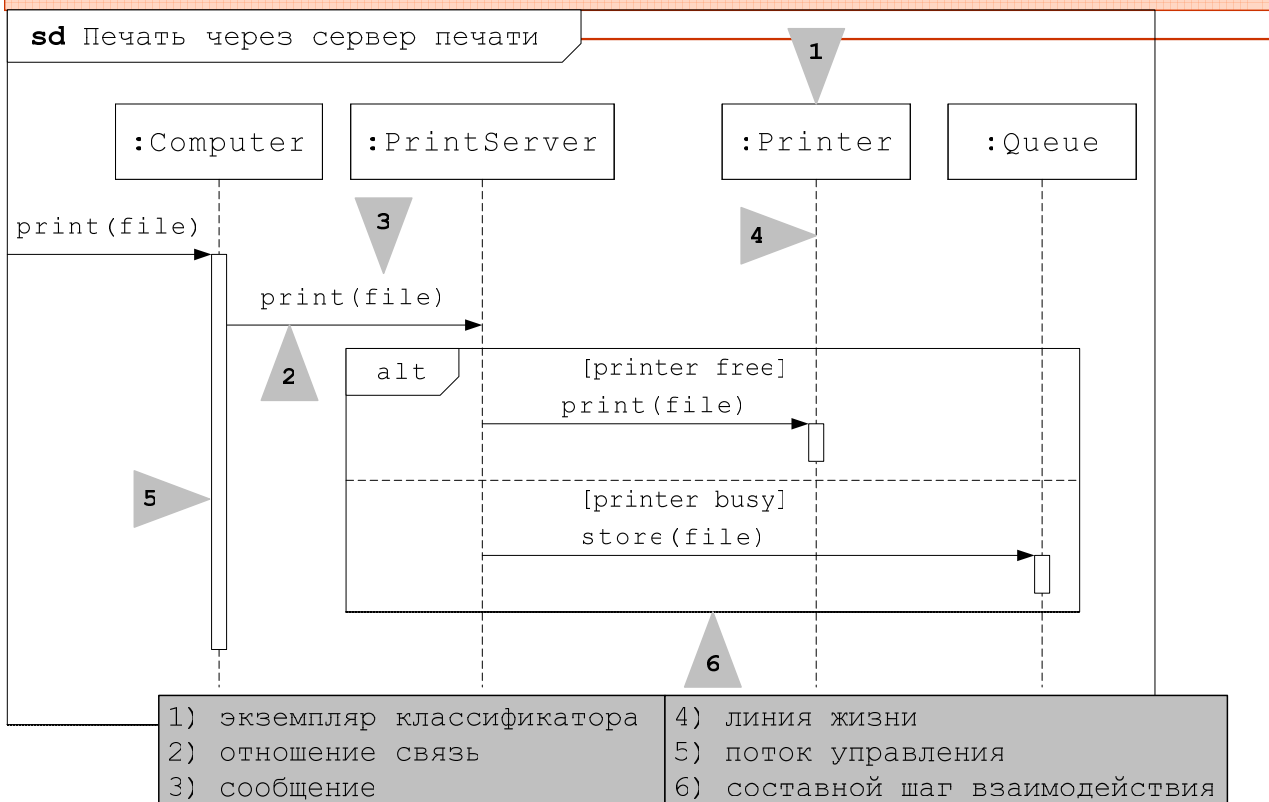 sd Печать через сервер печати
1
:Computer
:PrintServer
:Printer
:Queue
print(file)
3
4
print(file)
2
alt
[printer free]
print(file)
5
[printer busy]
store(file)
6
1) экземпляр классификатора
2) отношение связь
3) сообщение
4) линия жизни
5) поток управления
6) составной шаг взаимодействия